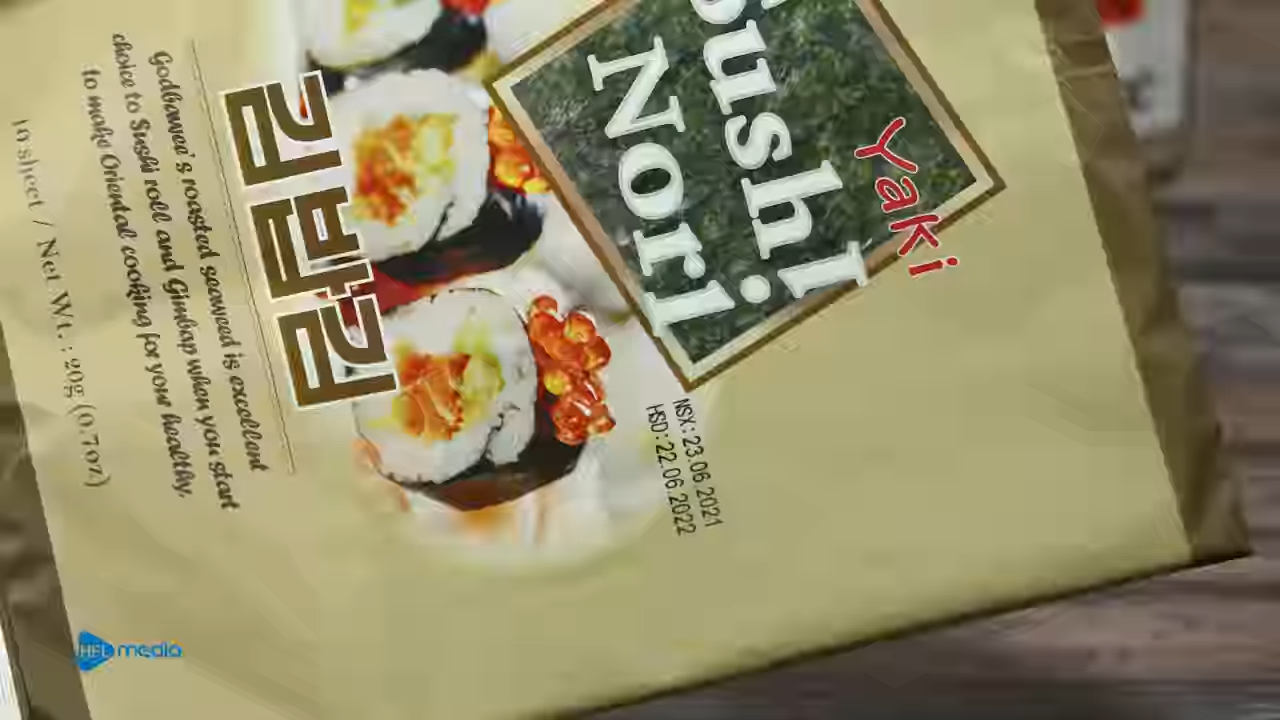 Yaki
Sushi
Nori
NSX: 23.06.2021
HSD: 22.06.2022
김밥김
Godbawee's roasted seaweed is excellent
choice to Sushi roll and Gimbap when you start
to make Oriental cooking for your healthy.
10 sheet / Net Wt. : 20g (0.7oz)
media